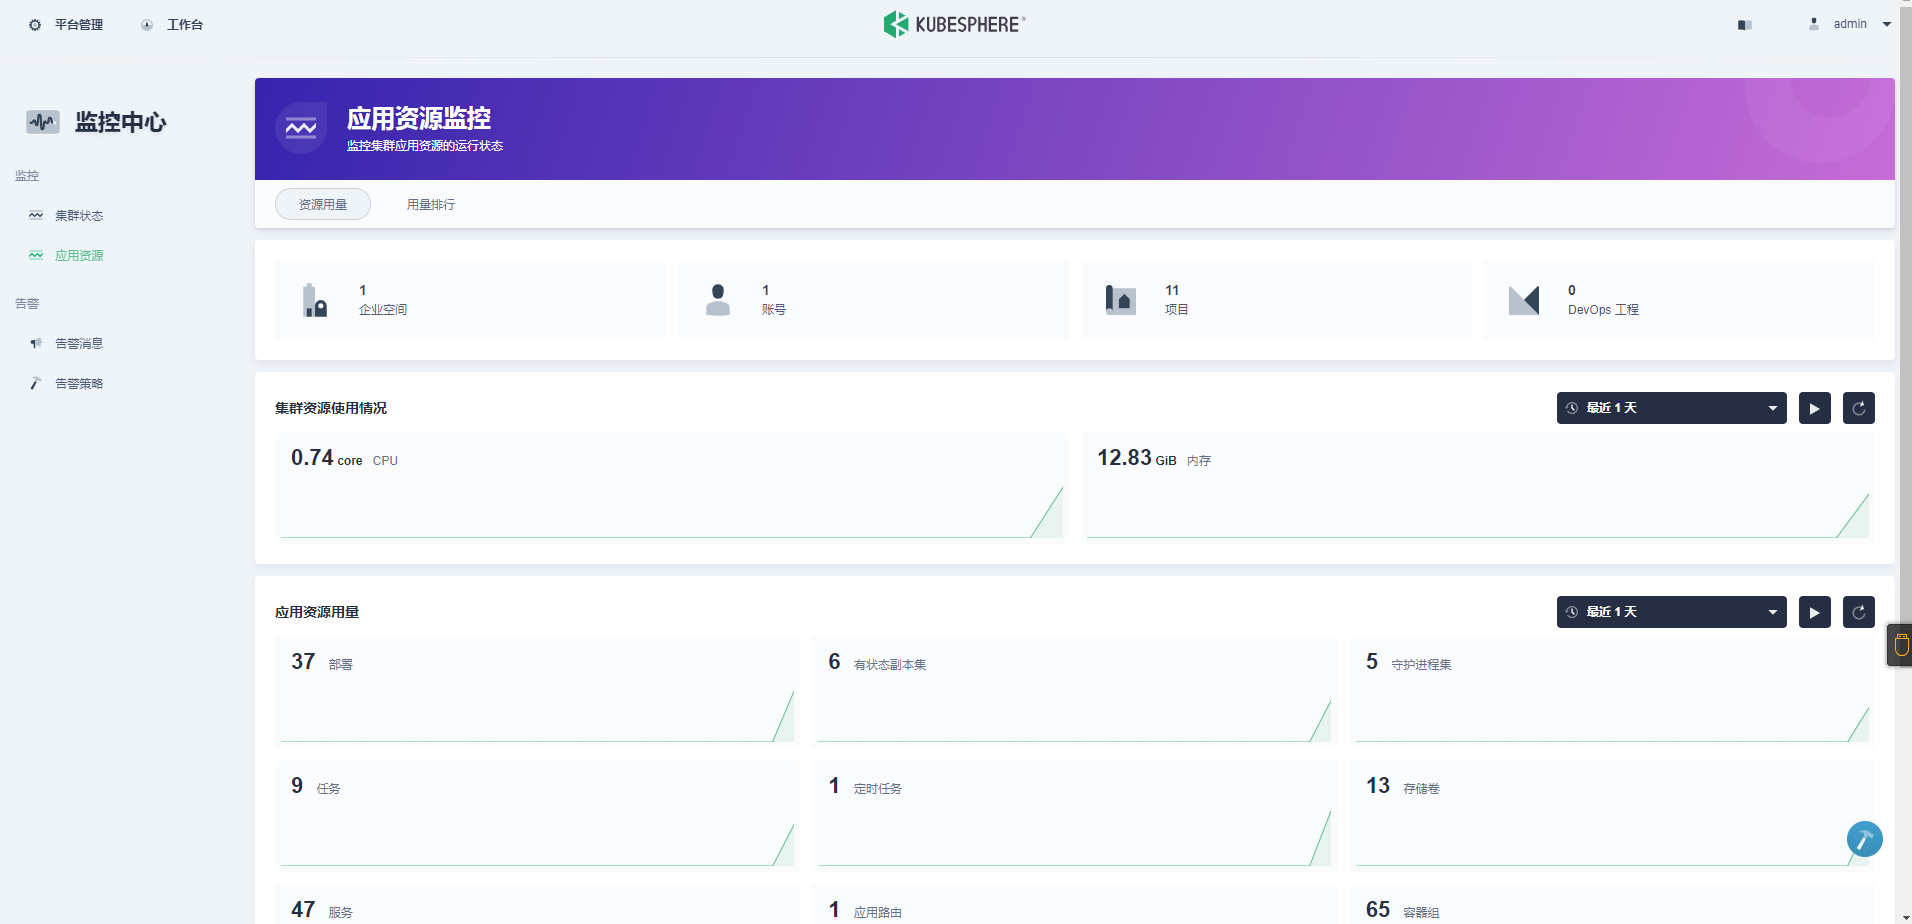 平台管理
工作台
KUBESPHERE®
admin
监控中心
监控
集群状态
应用资源
告警
告警消息
告警策略
应用资源监控
监控集群应用资源的运行状态
资源用量
用量排行
1
企业空间
1
账号
11
项目
0
DevOps 工程
集群资源使用情况
最近 1 天
0.74 core CPU
12.83 GiB 内存
应用资源用量
最近 1 天
37 部署
6 有状态副本集
5 守护进程集
9 任务
1 定时任务
13 存储卷
47 服务
1 应用路由
65 容器组